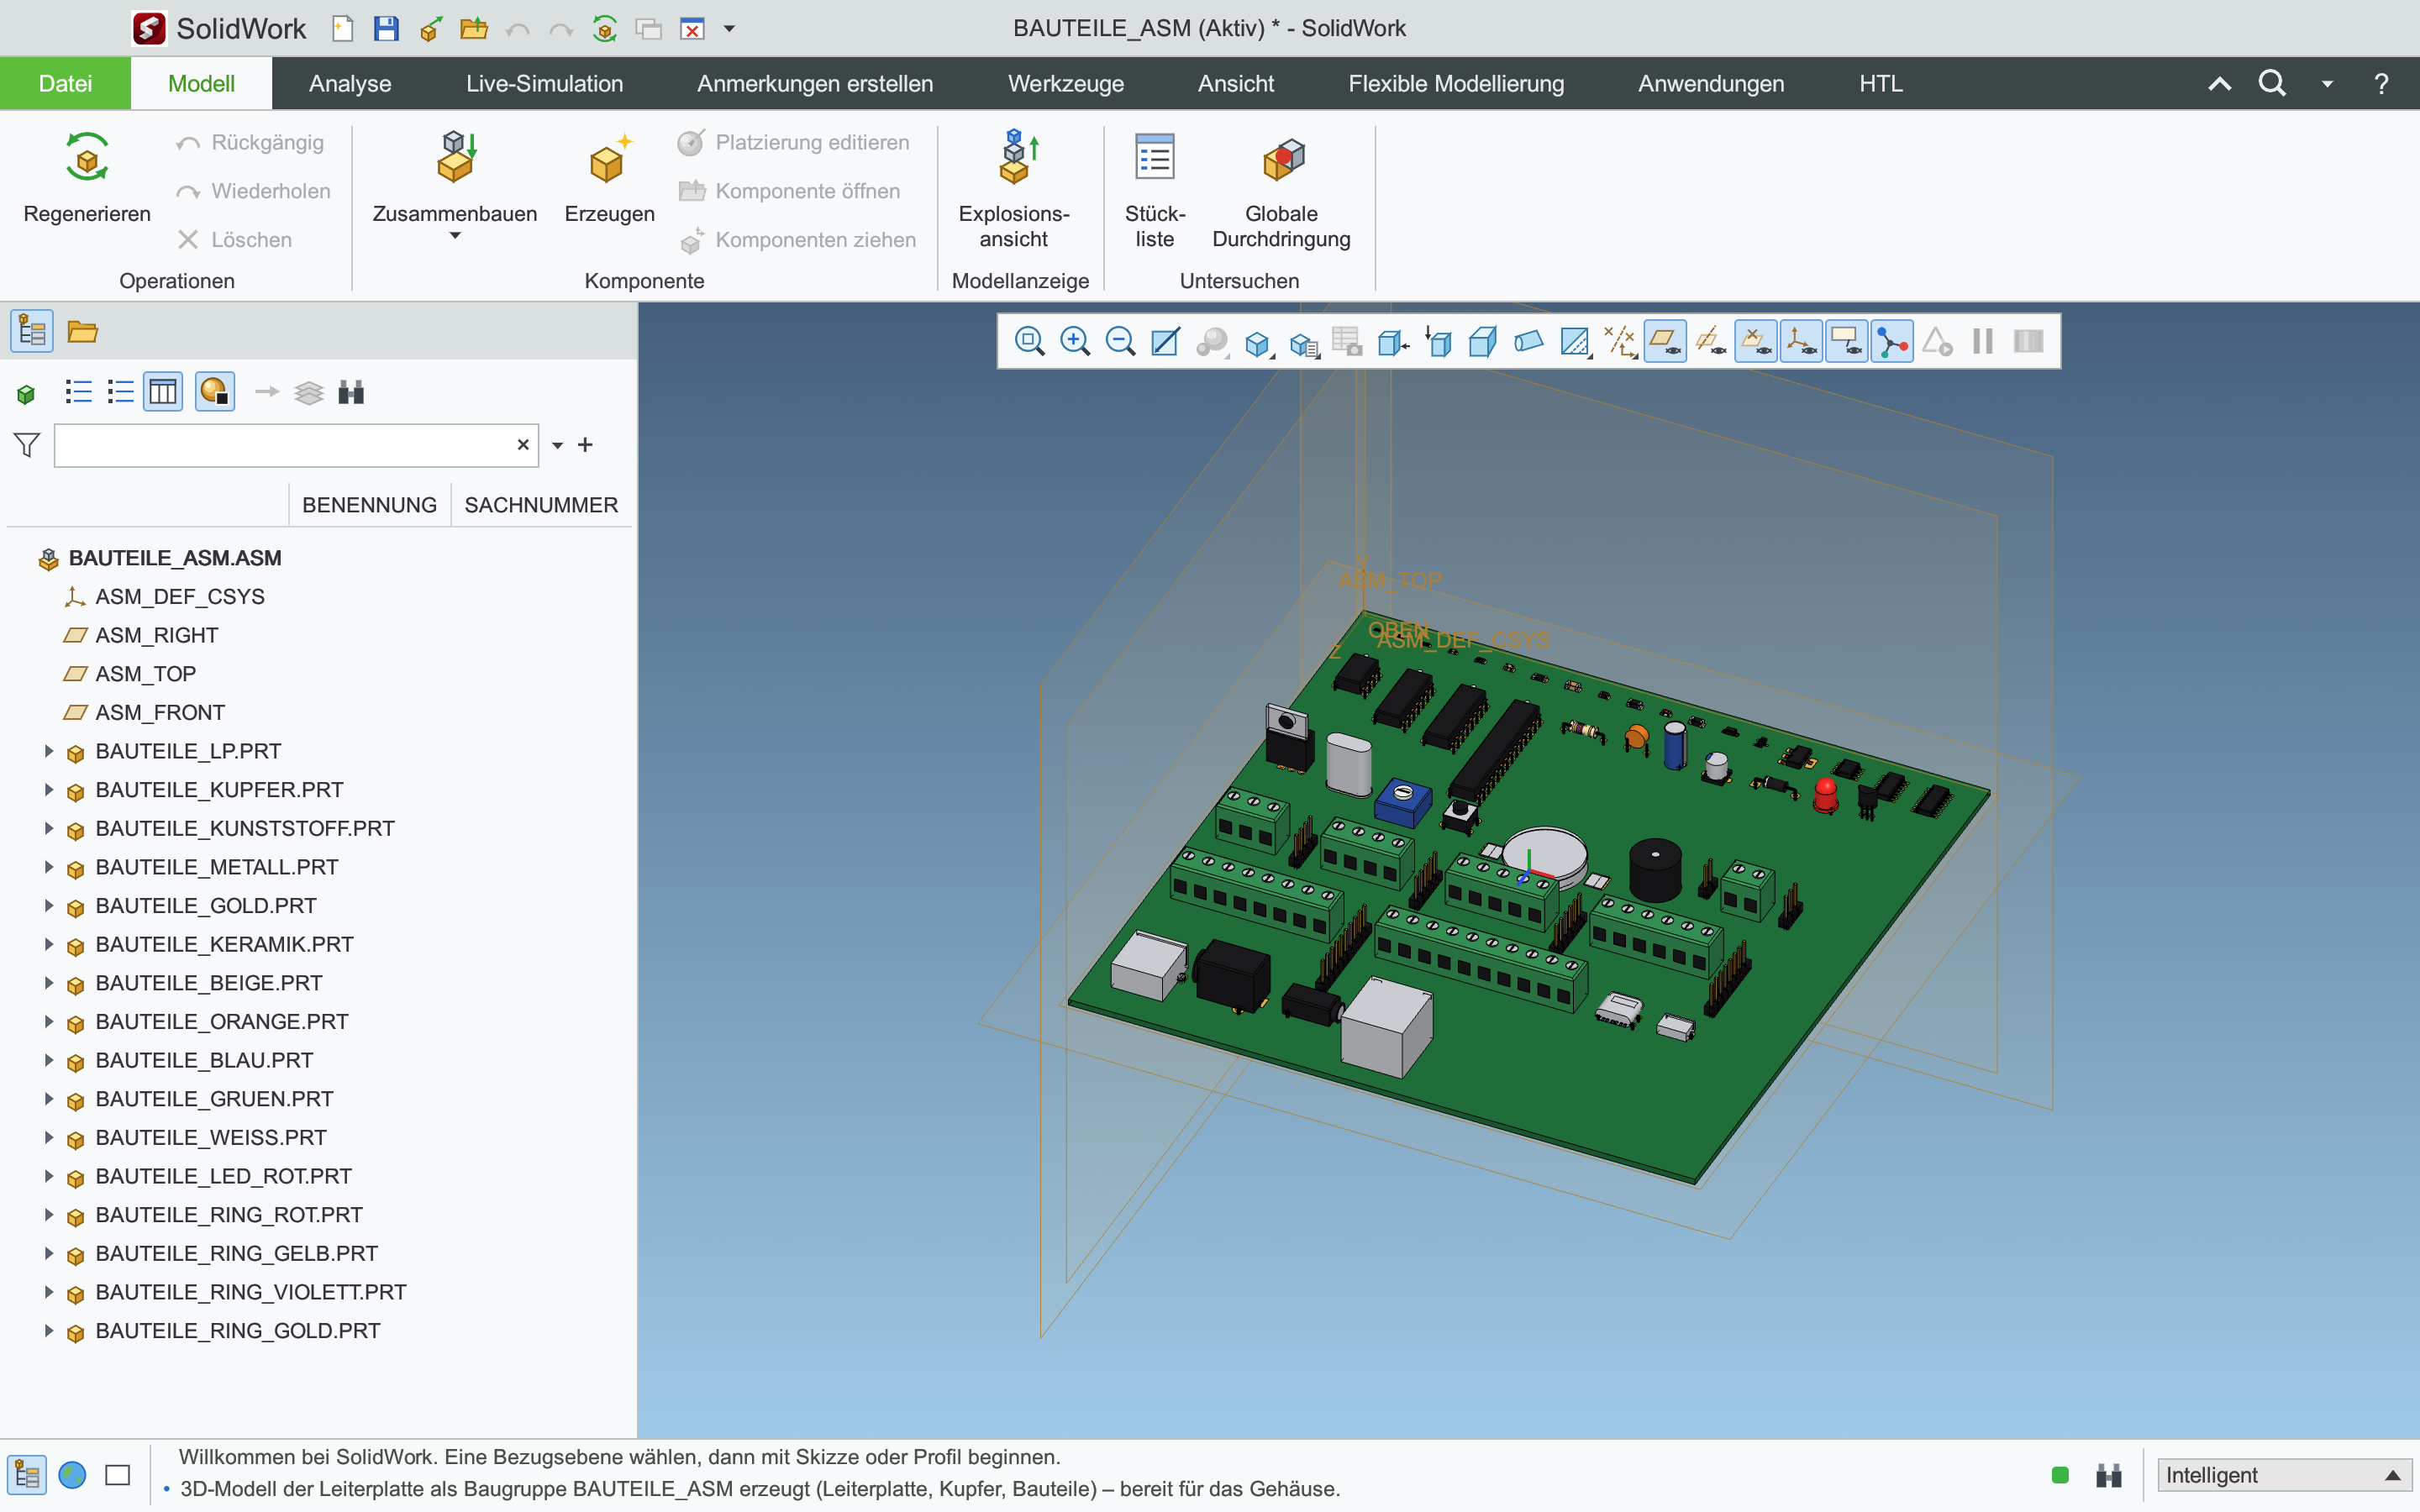 SolidWork
BAUTEILE_ASM (Aktiv) * - SolidWork
Datei
Modell
Analyse
Live-Simulation
Anmerkungen erstellen
Werkzeuge
Ansicht
Flexible Modellierung
Anwendungen
HTL
?
Regenerieren
Rückgängig
Wiederholen
Löschen
Operationen
Zusammenbauen
Erzeugen
Platzierung editieren
Komponente öffnen
Komponenten ziehen
Komponente
Explosions-
ansicht
Modellanzeige
Stück-
liste
Globale
Durchdringung
Untersuchen
BENENNUNG
SACHNUMMER
BAUTEILE_ASM.ASM
ASM_DEF_CSYS
ASM_RIGHT
ASM_TOP
ASM_FRONT
BAUTEILE_LP.PRT
BAUTEILE_KUPFER.PRT
BAUTEILE_KUNSTSTOFF.PRT
BAUTEILE_METALL.PRT
BAUTEILE_GOLD.PRT
BAUTEILE_KERAMIK.PRT
BAUTEILE_BEIGE.PRT
BAUTEILE_ORANGE.PRT
BAUTEILE_BLAU.PRT
BAUTEILE_GRUEN.PRT
BAUTEILE_WEISS.PRT
BAUTEILE_LED_ROT.PRT
BAUTEILE_RING_ROT.PRT
BAUTEILE_RING_GELB.PRT
BAUTEILE_RING_VIOLETT.PRT
BAUTEILE_RING_GOLD.PRT
ASM_TOP
OBEN
ASM_DEF_CSYS
Z
Willkommen bei SolidWork. Eine Bezugsebene wählen, dann mit Skizze oder Profil beginnen.
• 3D-Modell der Leiterplatte als Baugruppe BAUTEILE_ASM erzeugt (Leiterplatte, Kupfer, Bauteile) – bereit für das Gehäuse.
Intelligent